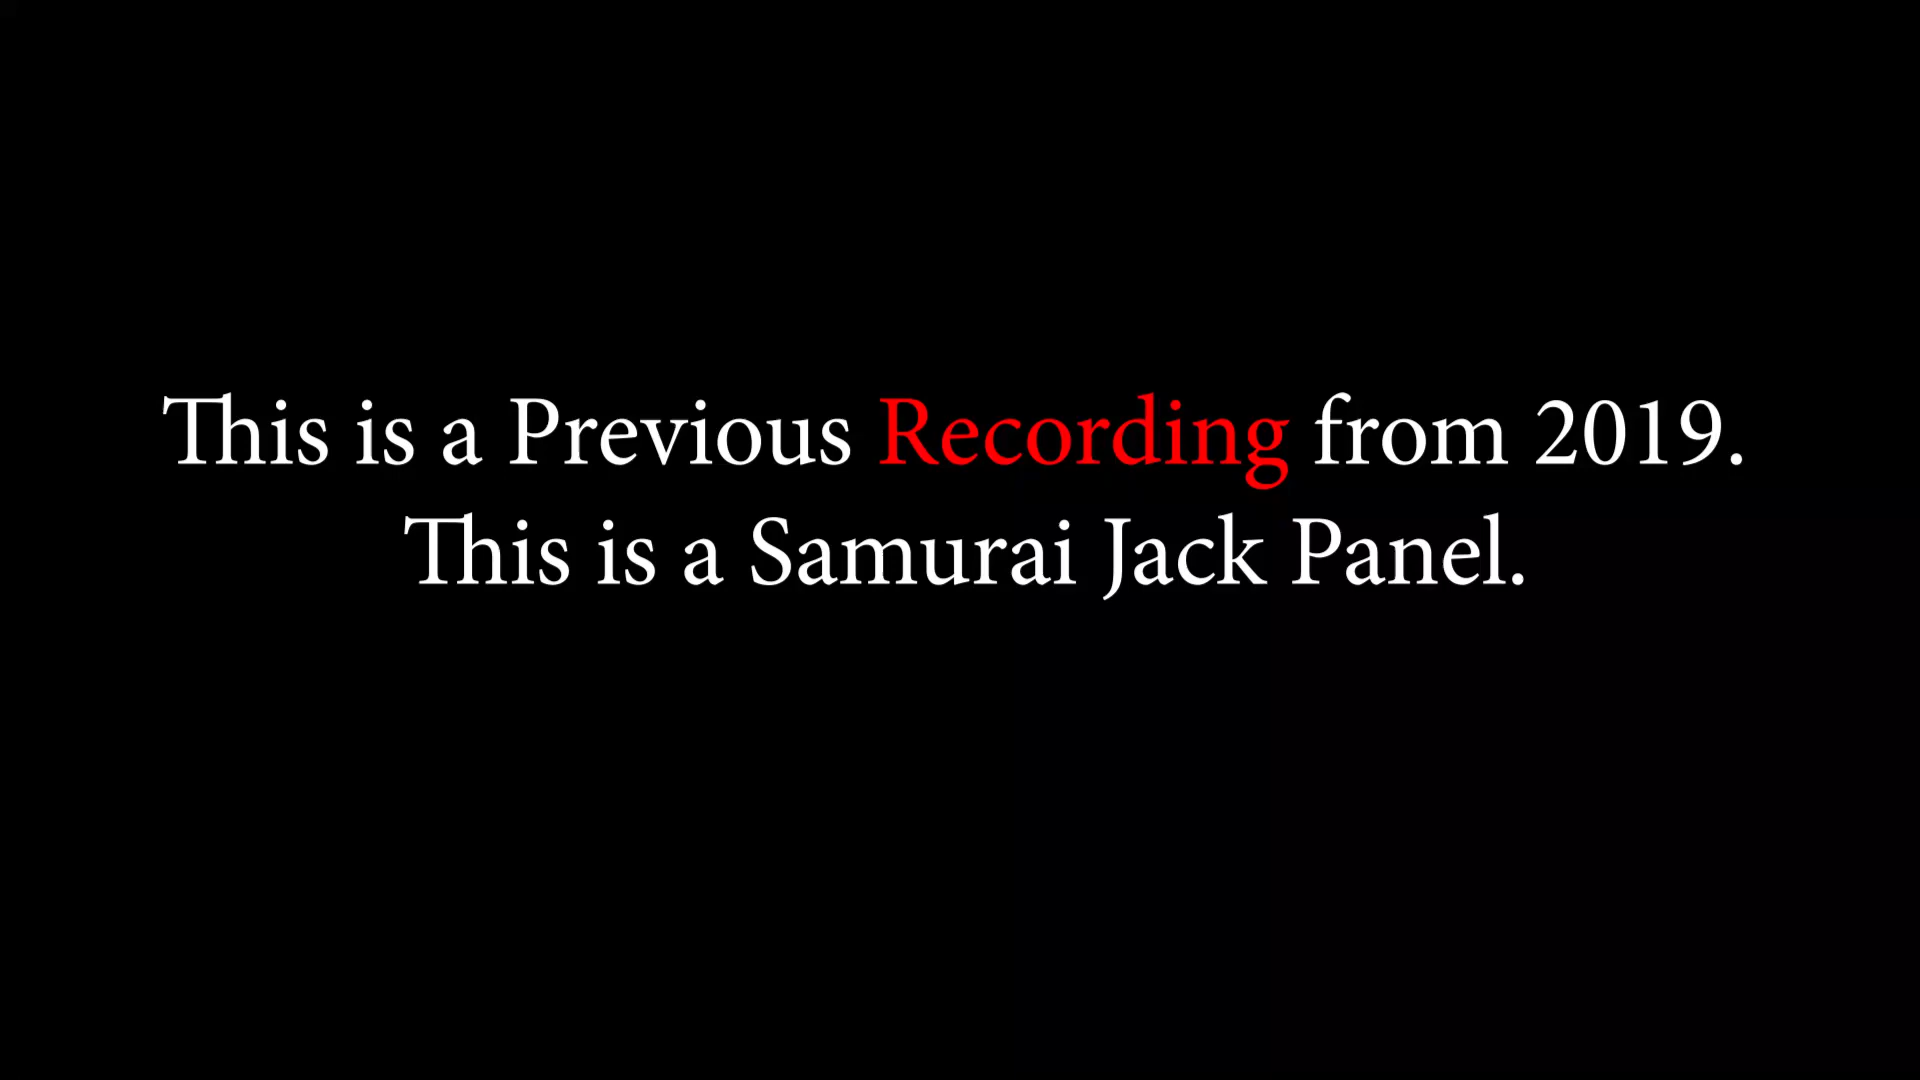 This is a Previous Recording from 2019.
This is a Samurai Jack Panel.